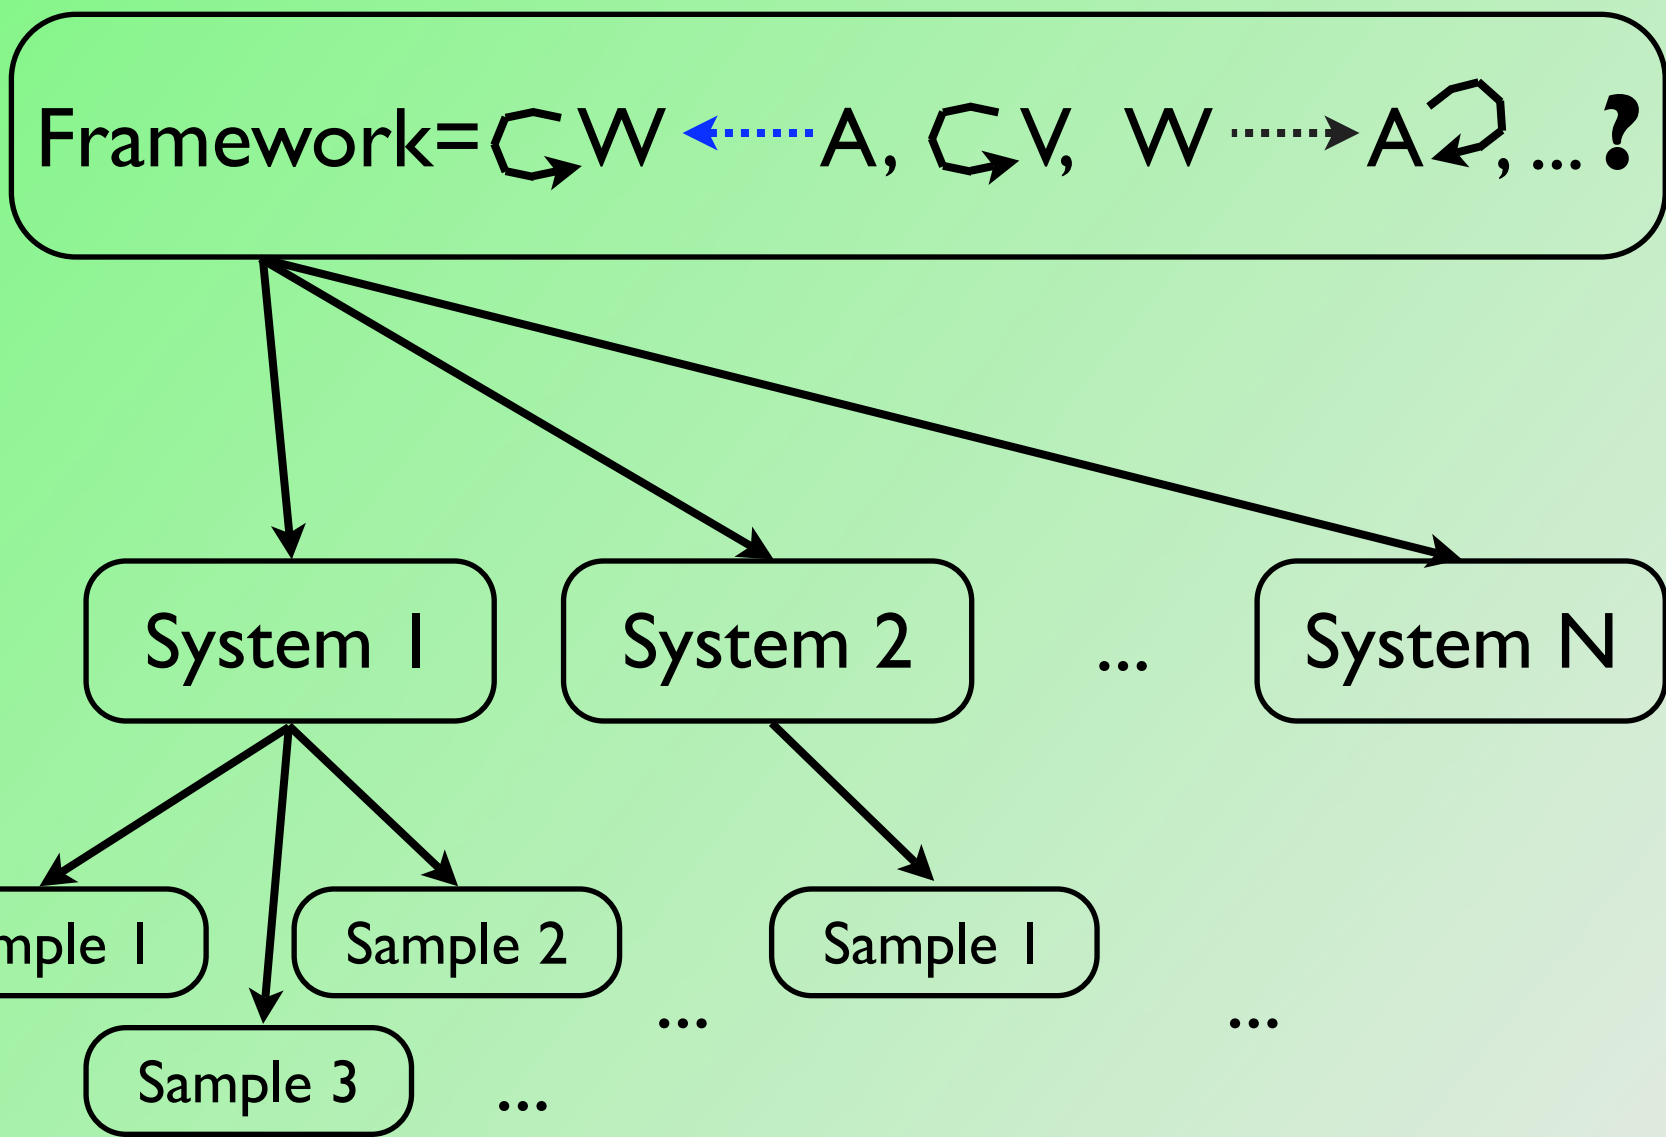 Framework= W A, V, W A, ... ?
System 1
System 2
...
System N
mple 1
Sample 2
Sample 1
...
...
Sample 3
...